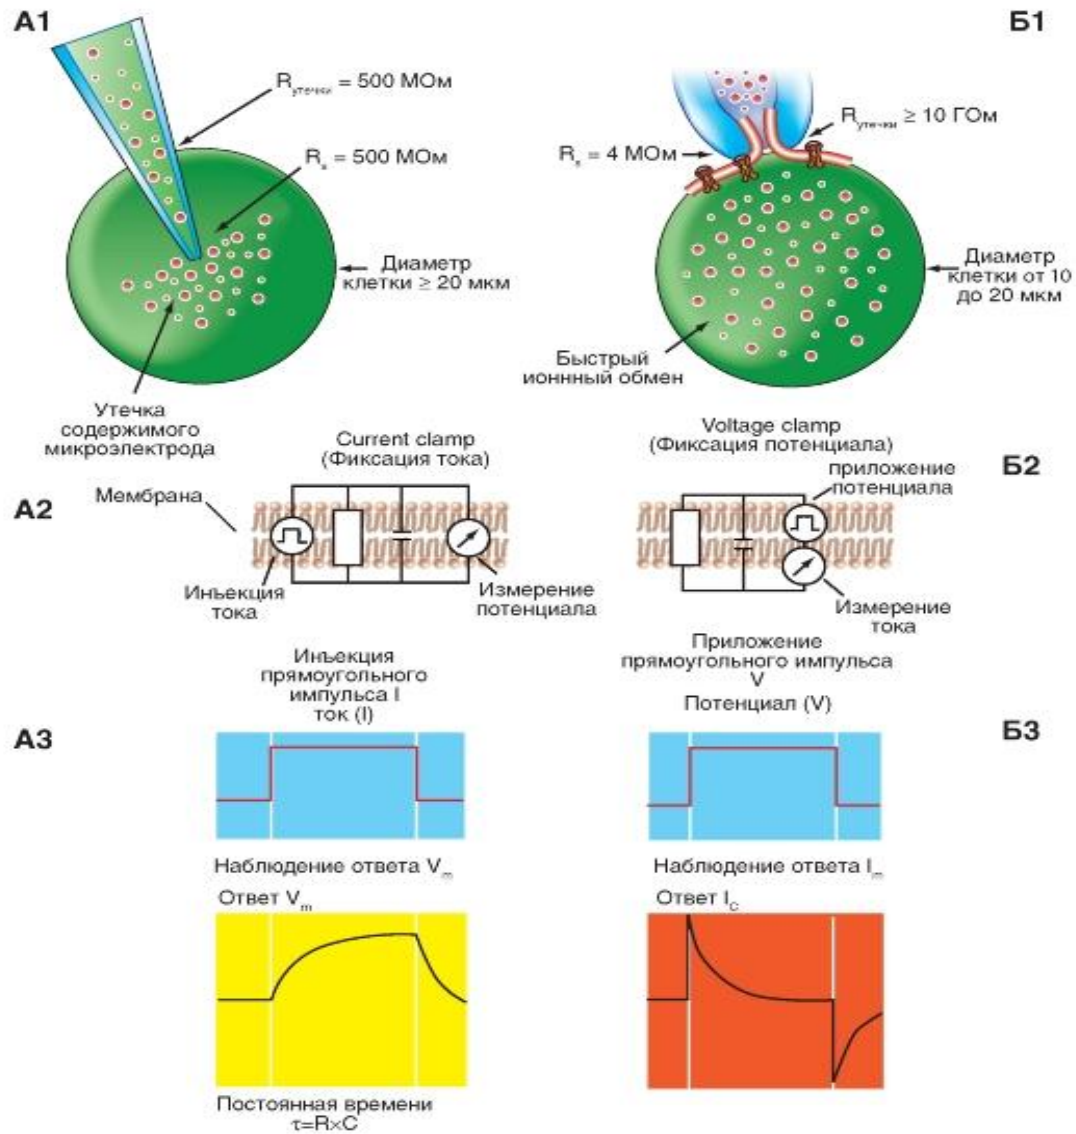 А1
Б1
Rутечки = 500 МОм
Rs = 500 МОм
Диаметр
клетки ≥ 20 мкм
Утечка
содержимого
микроэлектрода
Rутечки ≥ 10 ГОм
Rs = 4 МОм
Диаметр
клетки от 10
до 20 мкм
Быстрый
ионнный обмен
А2
Current clamp
(Фиксация тока)
Мембрана
Инъекция
тока
Измерение
потенциала
Б2
Voltage clamp
(Фиксация потенциала)
приложение
потенциала
Измерение
тока
А3
Инъекция
прямоугольного
импульса I
ток (I)
Наблюдение ответа Vm
Ответ Vm
Постоянная времени
τ=R×C
Б3
Приложение
прямоугольного импульса
V
Потенциал (V)
Наблюдение ответа Im
Ответ IC